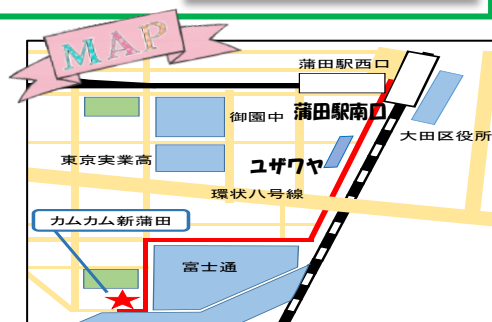 MAP
蒲田駅西口
御園中
蒲田駅南口
大田区役所
東京実業高
ユザワヤ
環状八号線
カムカム新蒲田
富士通